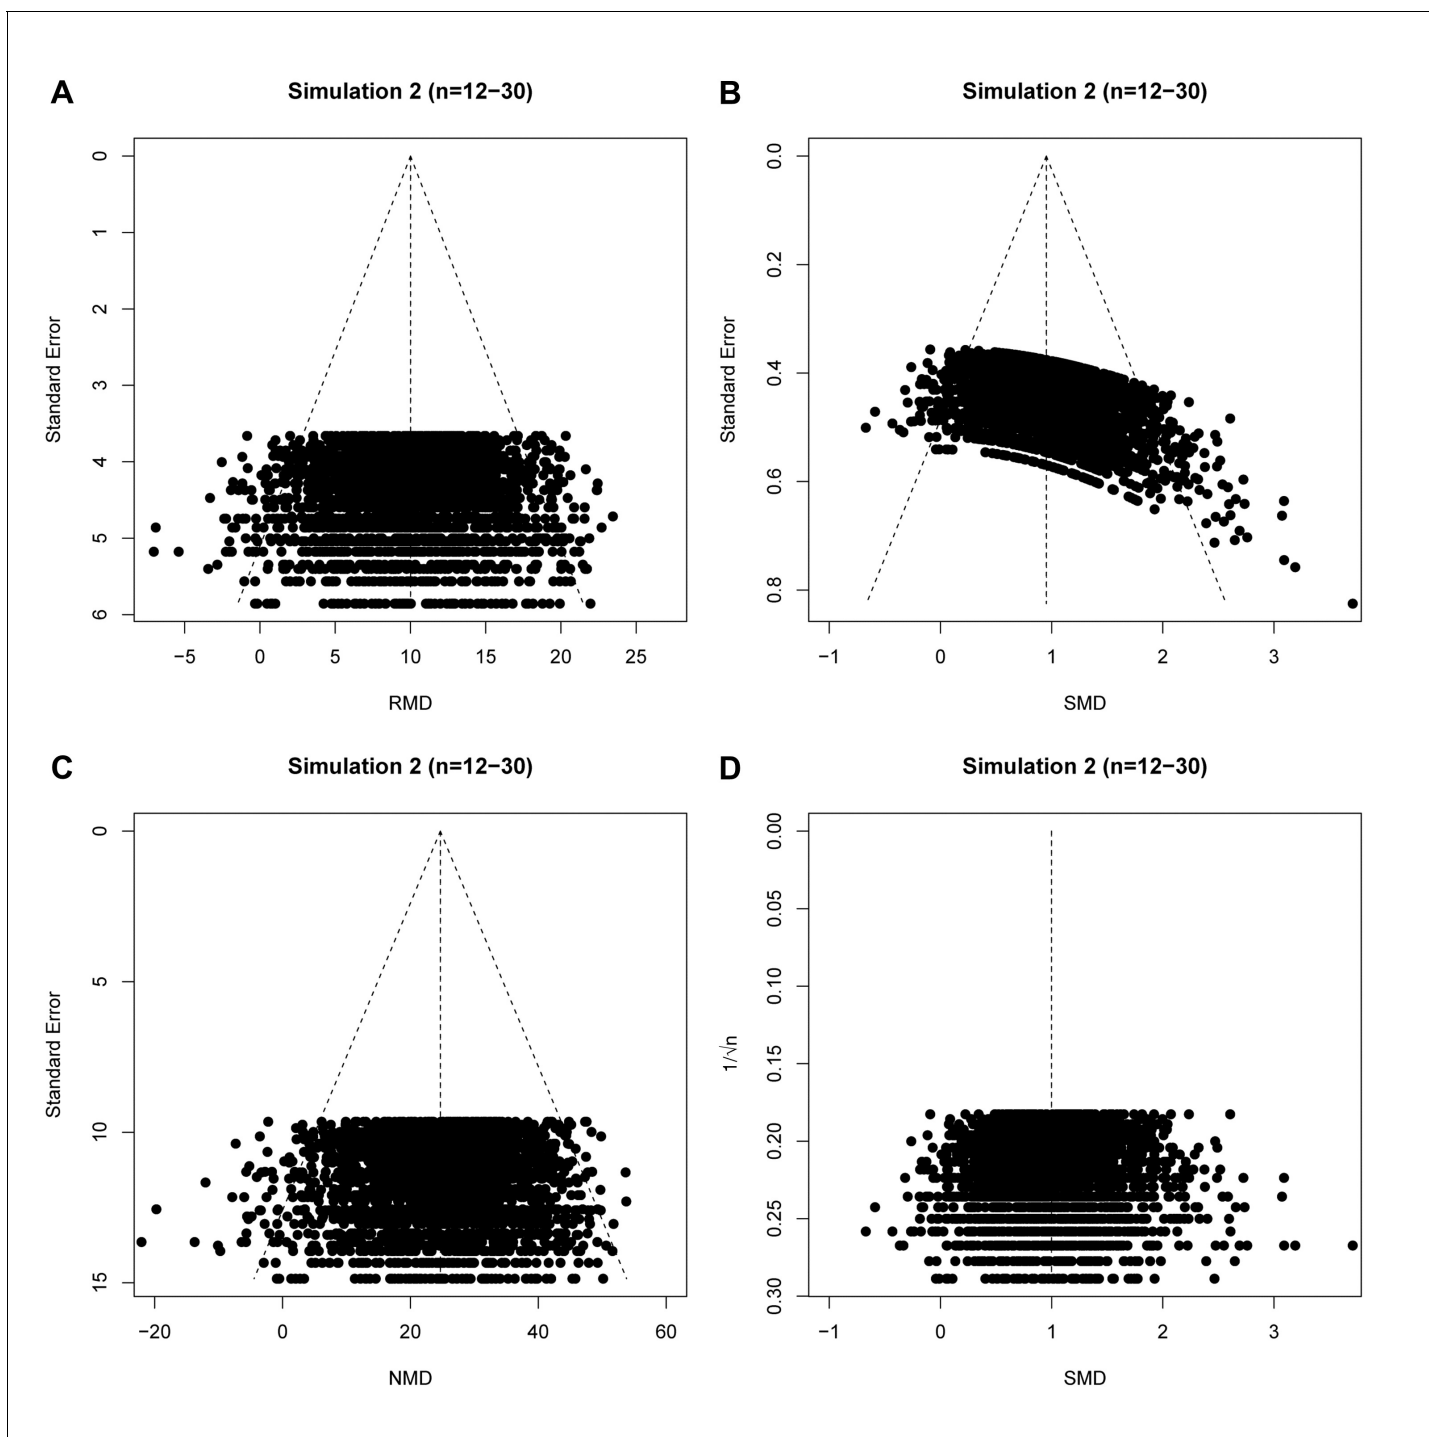 A
Simulation 2 (n=12−30)
0
1
2
3
4
5
6
Standard Error
−5
0
5
10
15
20
25
RMD
B
Simulation 2 (n=12−30)
0.0
0.2
0.4
0.6
0.8
Standard Error
−1
0
1
2
3
SMD
C
Simulation 2 (n=12−30)
0
5
10
15
Standard Error
−20
0
20
40
60
NMD
D
Simulation 2 (n=12−30)
0.00
0.05
0.10
0.15
0.20
0.25
0.30
1/√n
−1
0
1
2
3
SMD